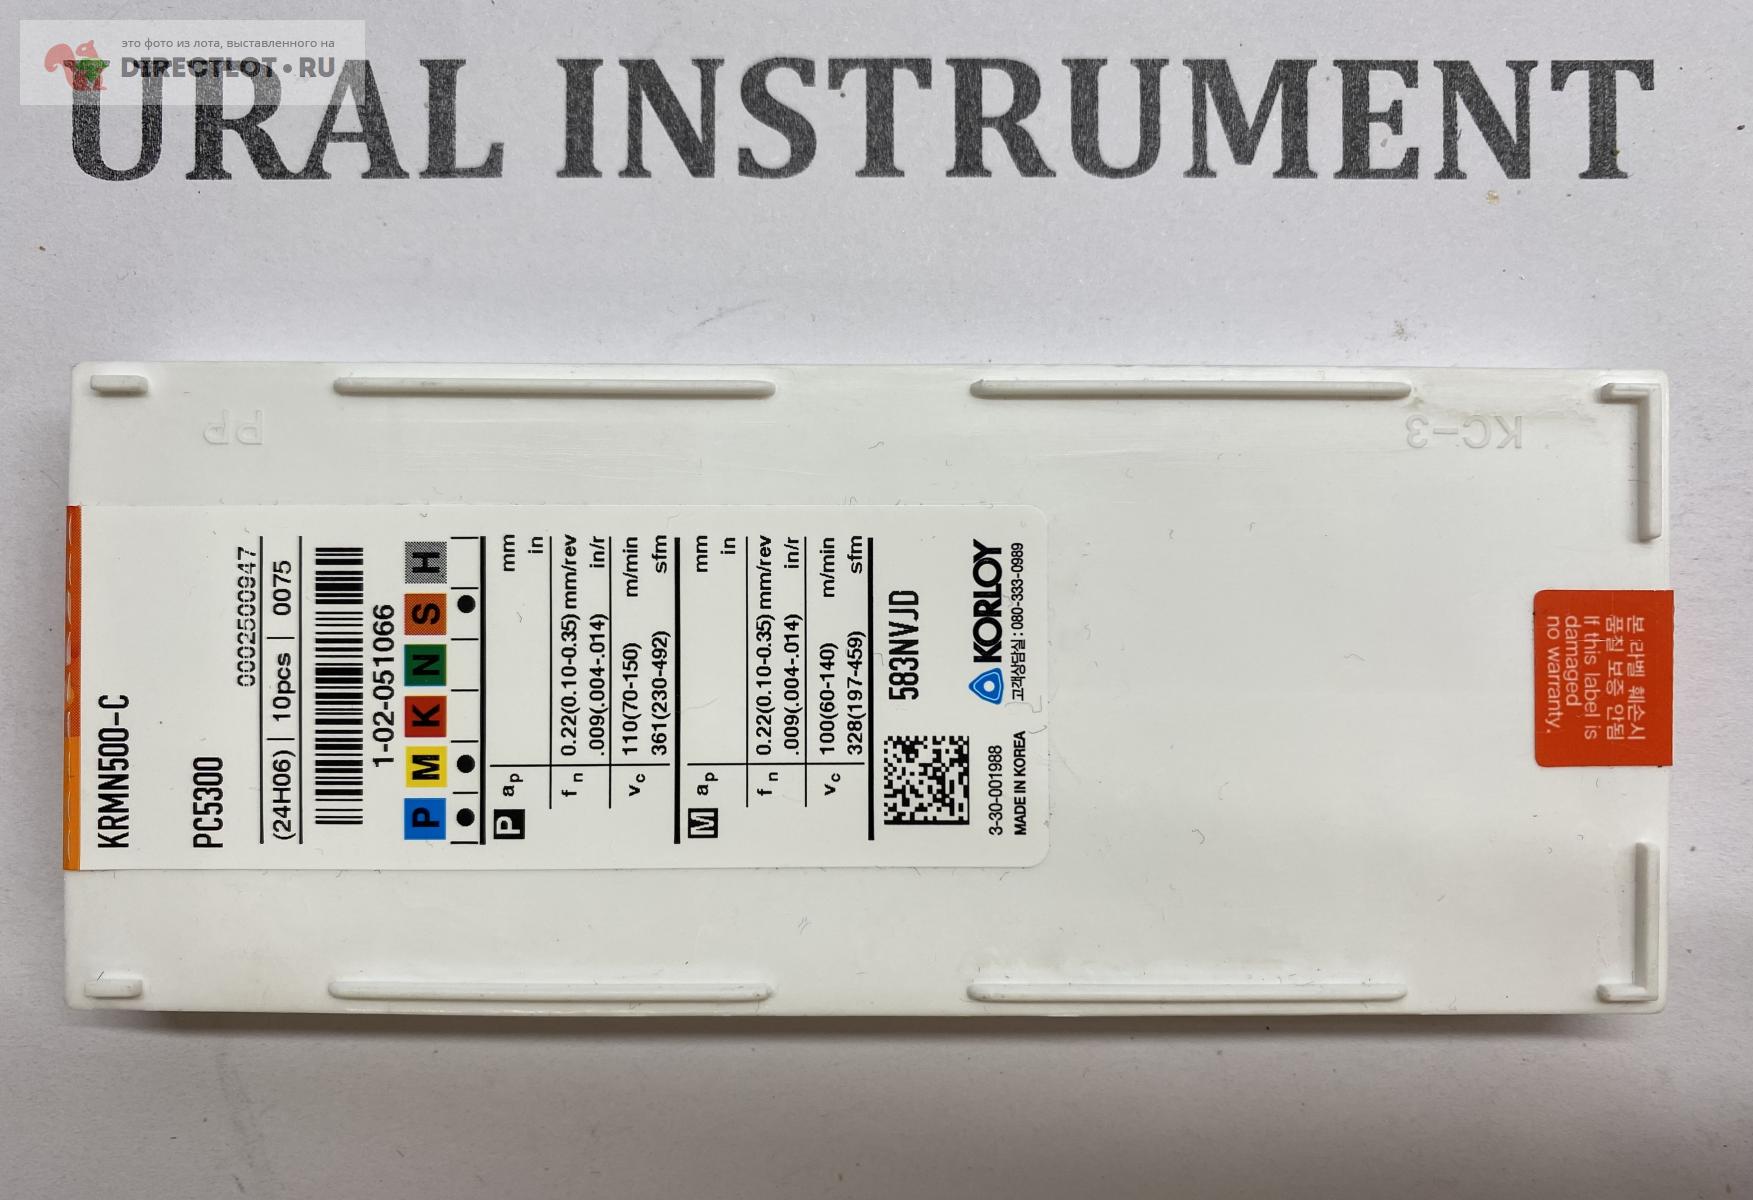 это фото из лота, выставленного на
DIRECTLOT•RU
URAL INSTRUMENT
PP
KC-3
KRMN500-C
PC5300
0002500947
(24H06) | 10pcs | 0075
1-02-051066
P M K N S H
P ap mm
in
fn 0.22(0.10-0.35) mm/rev
.009(.004-.014) in/r
vc 110(70-150) m/min
361(230-492) sfm
M ap mm
in
fn 0.22(0.10-0.35) mm/rev
.009(.004-.014) in/r
vc 100(60-140) m/min
328(197-459) sfm
583NVJD
KORLOY
3-30-001988 고객상담실 : 080-333-0989
MADE IN KOREA
본 라벨 훼손시
품질 보증 안됨
If this label is
damaged
no warranty.